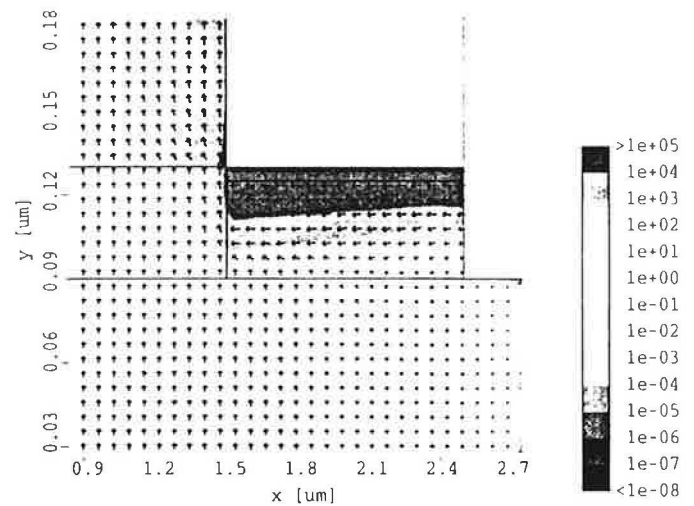 0.18
0.15
0.12
0.09
0.06
0.03
y [um]
0.9 1.2 1.5 1.8 2.1 2.4 2.7
x [um]
>1e+05
1e+04
1e+03
1e+02
1e+01
1e+00
1e-01
1e-02
1e-03
1e-04
1e-05
1e-06
1e-07
<1e-08